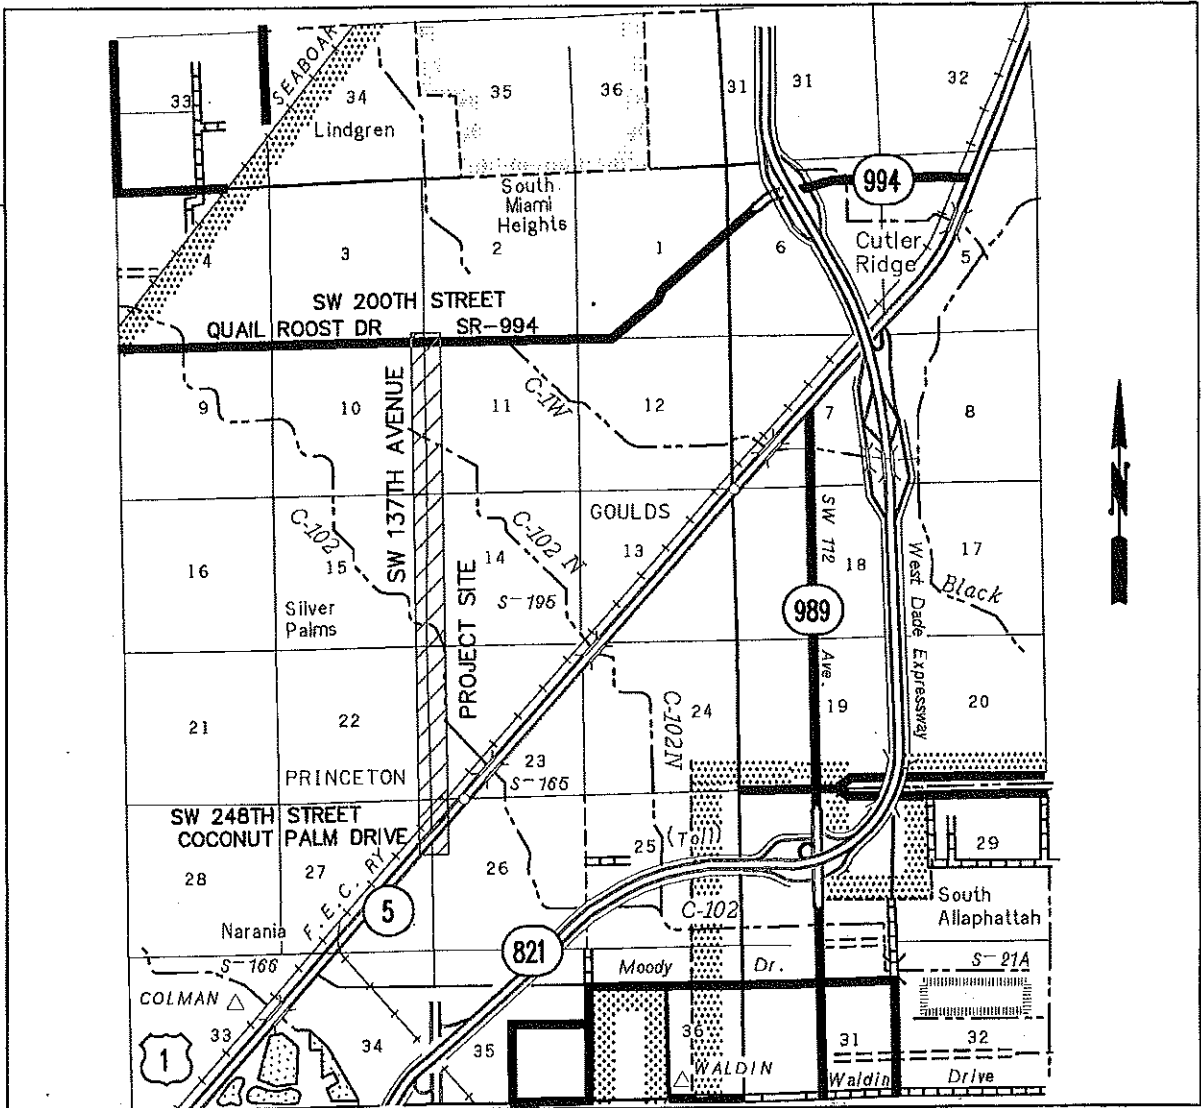 SEABOAR
33
34
35
36
31
31
32
Lindgren
South
Miami
Heights
994
Cutler
Ridge
4
3
2
1
6
5
SW 200TH STREET
QUAIL ROOST DR
SR-994
9
10
11
12
7
8
C-1W
SW 137TH AVENUE
GOULDS
C-102
C-102 N
16
15
14
13
18
17
S-195
SW 112
Ave.
989
West Dade Expressway
Black
Silver
Palms
PROJECT SITE
21
22
23
24
19
20
C-102N
PRINCETON
S-165
SW 248TH STREET
COCONUT PALM DRIVE
28
27
26
25
(Toll)
29
F. E. C. RY
5
C-102
South
Allaphattah
Narania
821
S-166
Moody Dr.
S-21A
COLMAN
33
34
35
36
31
32
1
WALDIN
Waldin Drive
N